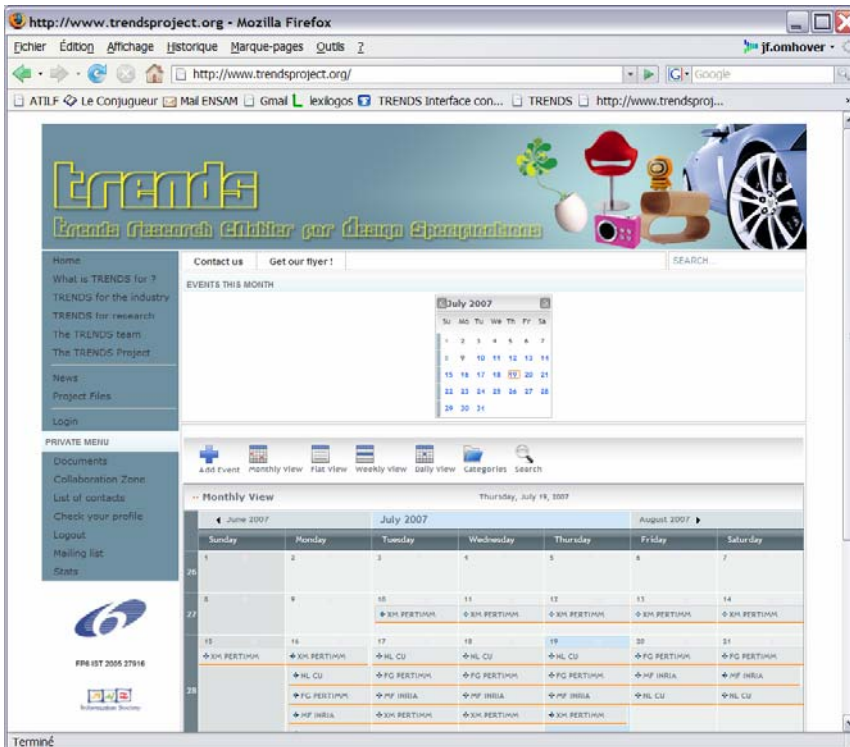 http://www.trendsproject.org - Mozilla Firefox
Fichier Édition Affichage Historique Marque-pages Outils ?
jf.omhover
http://www.trendsproject.org/
Google
ATILF Le Conjugueur Mail ENSAM Gmail lexilogos TRENDS Interface con... TRENDS http://www.trendsproj...
trends
Home
What is TRENDS for ?
TRENDS for the industry
TRENDS for research
The TRENDS team
The TRENDS Project
News
Project Files
Login
PRIVATE MENU
Documents
Collaboration Zone
List of contacts
Check your profile
Logout
Mailing list
Stats
6
FP6 IST 2005 27916
Information Society
Contact us Get our flyer ! SEARCH...
EVENTS THIS MONTH
July 2007
Su Mo Tu We Th Fr Sa
1 2 3 4 5 6 7
8 9 10 11 12 13 14
15 16 17 18 19 20 21
22 23 24 25 26 27 28
29 30 31
Add Event Monthly View Flat View Weekly View Daily View Categories Search
Monthly View Thursday, July 19, 2007
June 2007 July 2007 August 2007
Sunday Monday Tuesday Wednesday Thursday Friday Saturday
26 1 2 3 4 5 6 7
27 8 9 10 11 12 13 14
XM PERTIMM XM PERTIMM XM PERTIMM XM PERTIMM XM PERTIMM
28 15 16 17 18 19 20 21
XM PERTIMM XM PERTIMM HL CU HL CU HL CU FG PERTIMM FG PERTIMM
HL CU FG PERTIMM FG PERTIMM FG PERTIMM MF INRIA MF INRIA
FG PERTIMM MF INRIA MF INRIA MF INRIA HL CU HL CU
MF INRIA XM PERTIMM XM PERTIMM XM PERTIMM
Terminé